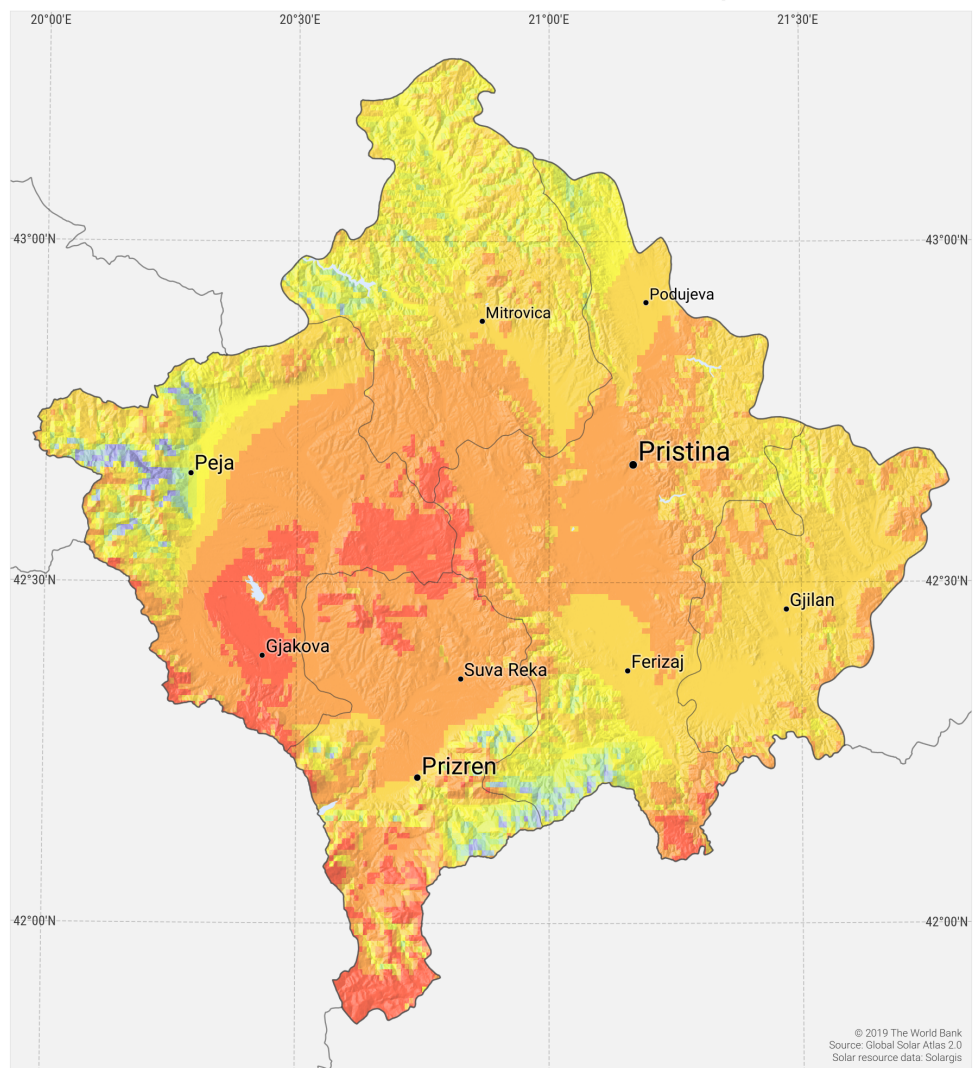 20°00'E
20°30'E
21°00'E
21°30'E
43°00'N
43°00'N
Podujeva
Mitrovica
Pristina
Peja
42°30'N
42°30'N
Gjilan
Gjakova
Ferizaj
Suva Reka
Prizren
42°00'N
42°00'N
© 2019 The World Bank
Source: Global Solar Atlas 2.0
Solar resource data: Solargis